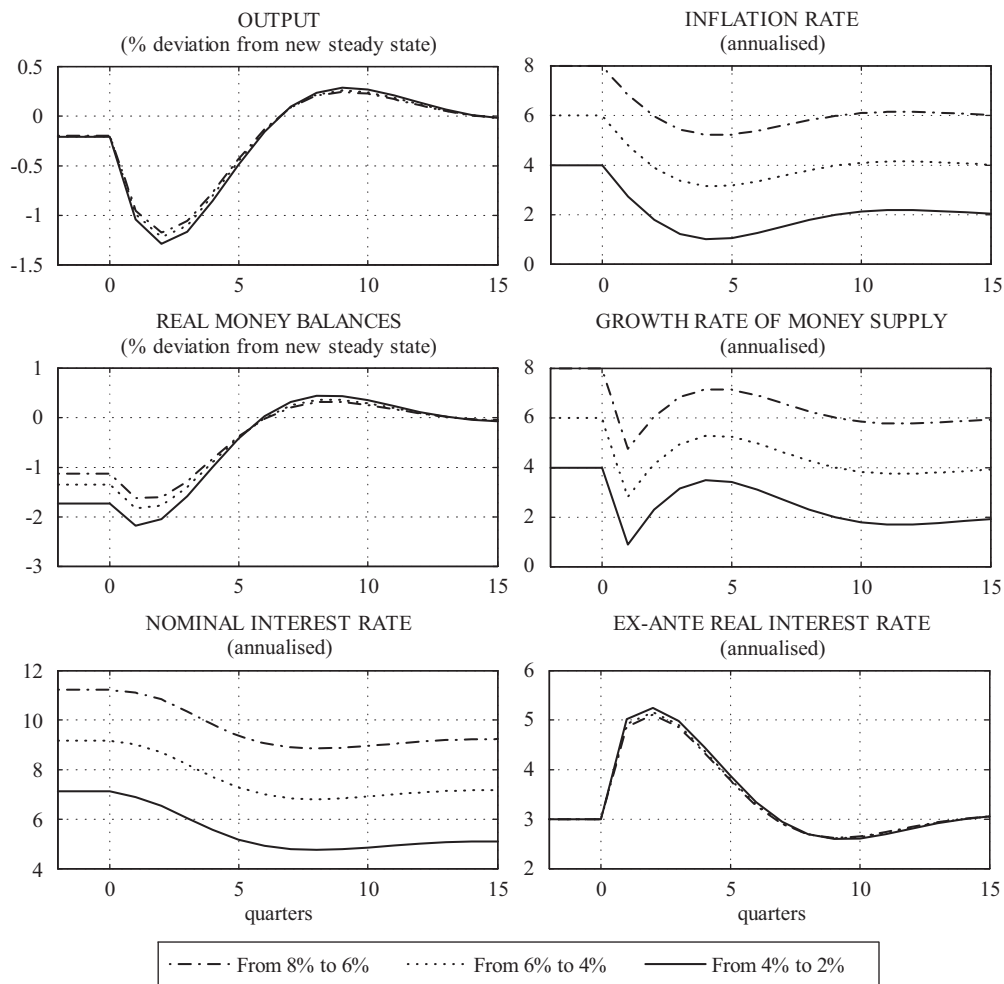 OUTPUT
(% deviation from new steady state)
0.5
0
-0.5
-1
-1.5
0 5 10 15
INFLATION RATE
(annualised)
8
6
4
2
0
0 5 10 15
REAL MONEY BALANCES
(% deviation from new steady state)
1
0
-1
-2
-3
0 5 10 15
GROWTH RATE OF MONEY SUPPLY
(annualised)
8
6
4
2
0
0 5 10 15
NOMINAL INTEREST RATE
(annualised)
12
10
8
6
4
0 5 10 15
quarters
EX-ANTE REAL INTEREST RATE
(annualised)
6
5
4
3
2
0 5 10 15
quarters
From 8% to 6% From 6% to 4% From 4% to 2%